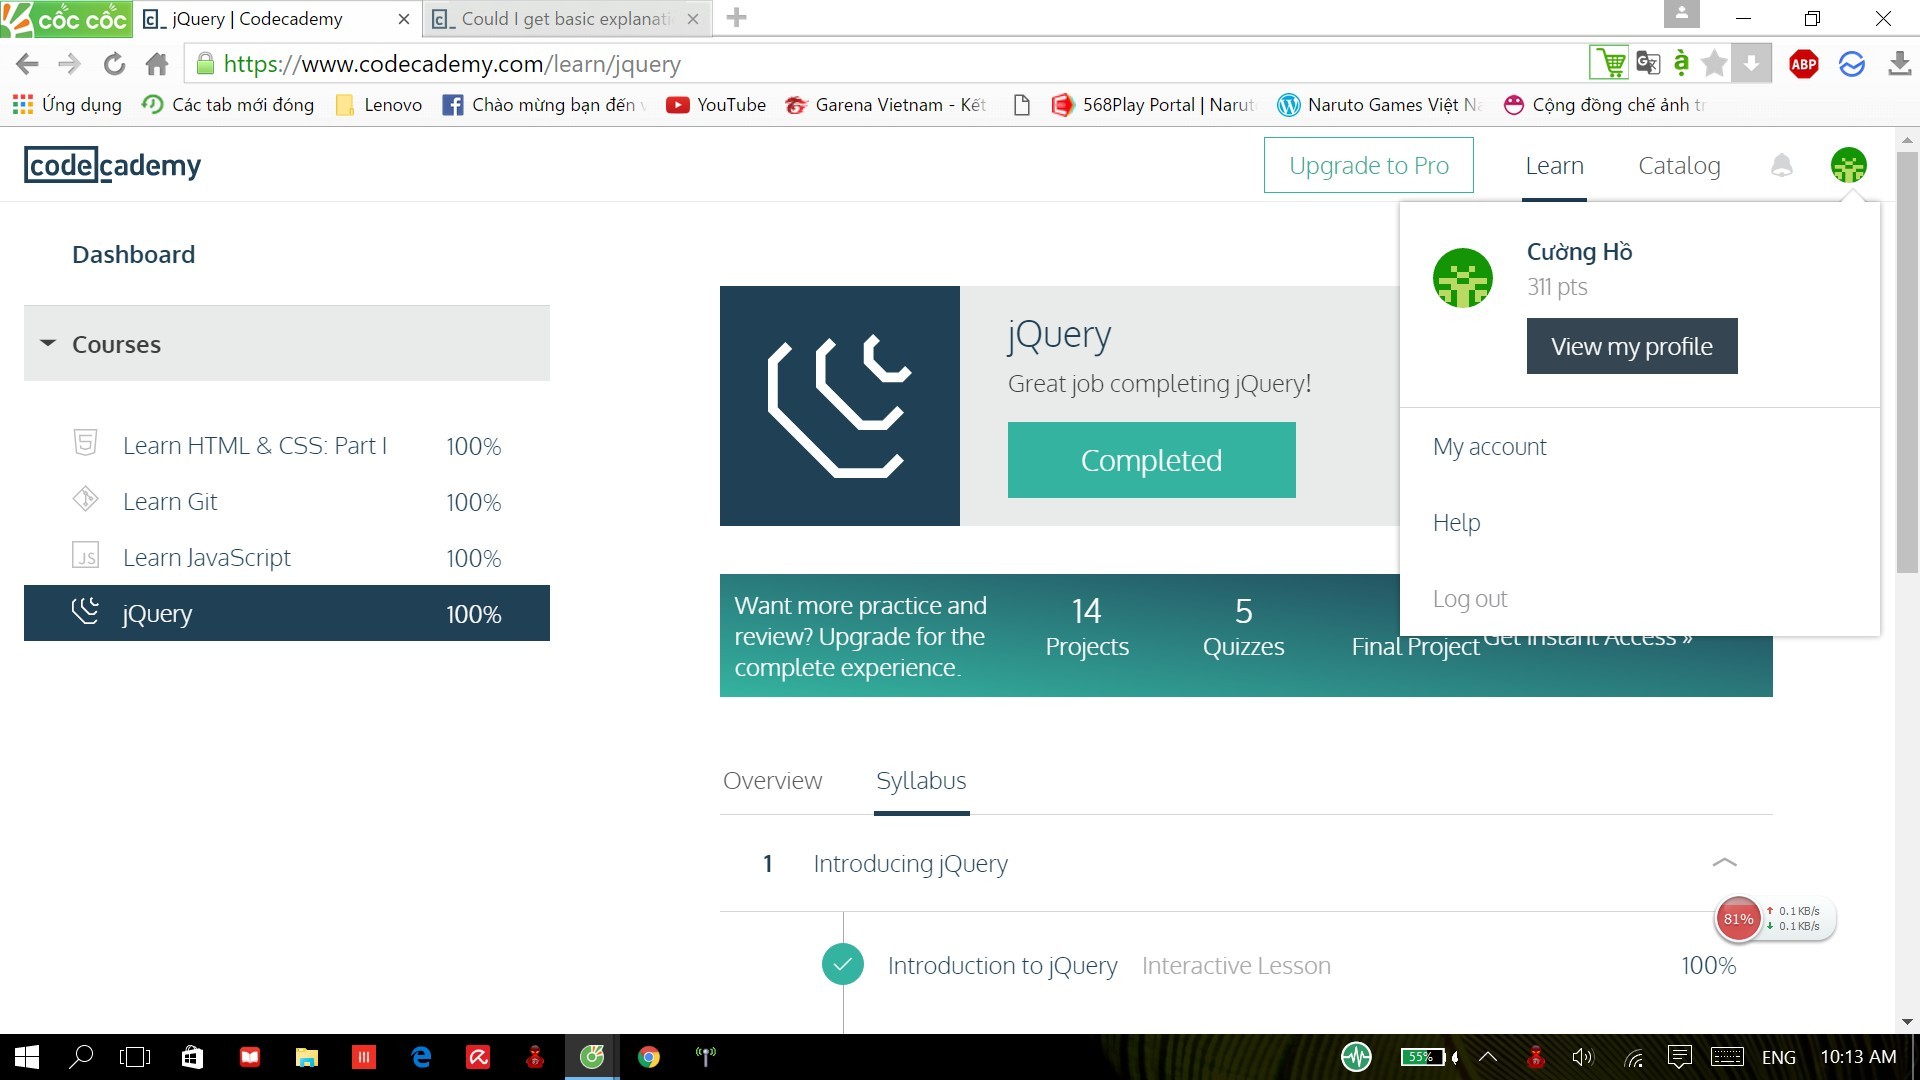 cốc cốc
jQuery | Codecademy
Could I get basic explanati
https://www.codecademy.com/learn/jquery
ABP
Ứng dụng
Các tab mới đóng
Lenovo
Chào mừng bạn đến v
YouTube
Garena Vietnam - Kết
568Play Portal | Narut
Naruto Games Việt Na
Cộng đồng chế ảnh tr
codecademy
Upgrade to Pro
Learn
Catalog
Dashboard
Courses
Learn HTML & CSS: Part I 100%
Learn Git 100%
JS
Learn JavaScript 100%
jQuery 100%
jQuery
Great job completing jQuery!
Completed
Cường Hồ
311 pts
View my profile
My account
Help
Log out
Want more practice and
review? Upgrade for the
complete experience.
14
Projects
5
Quizzes
Final Project
Get Instant Access »
Overview
Syllabus
1 Introducing jQuery
Introduction to jQuery Interactive Lesson 100%
81%
0.1KB/s
0.1KB/s
55%
ENG
10:13 AM